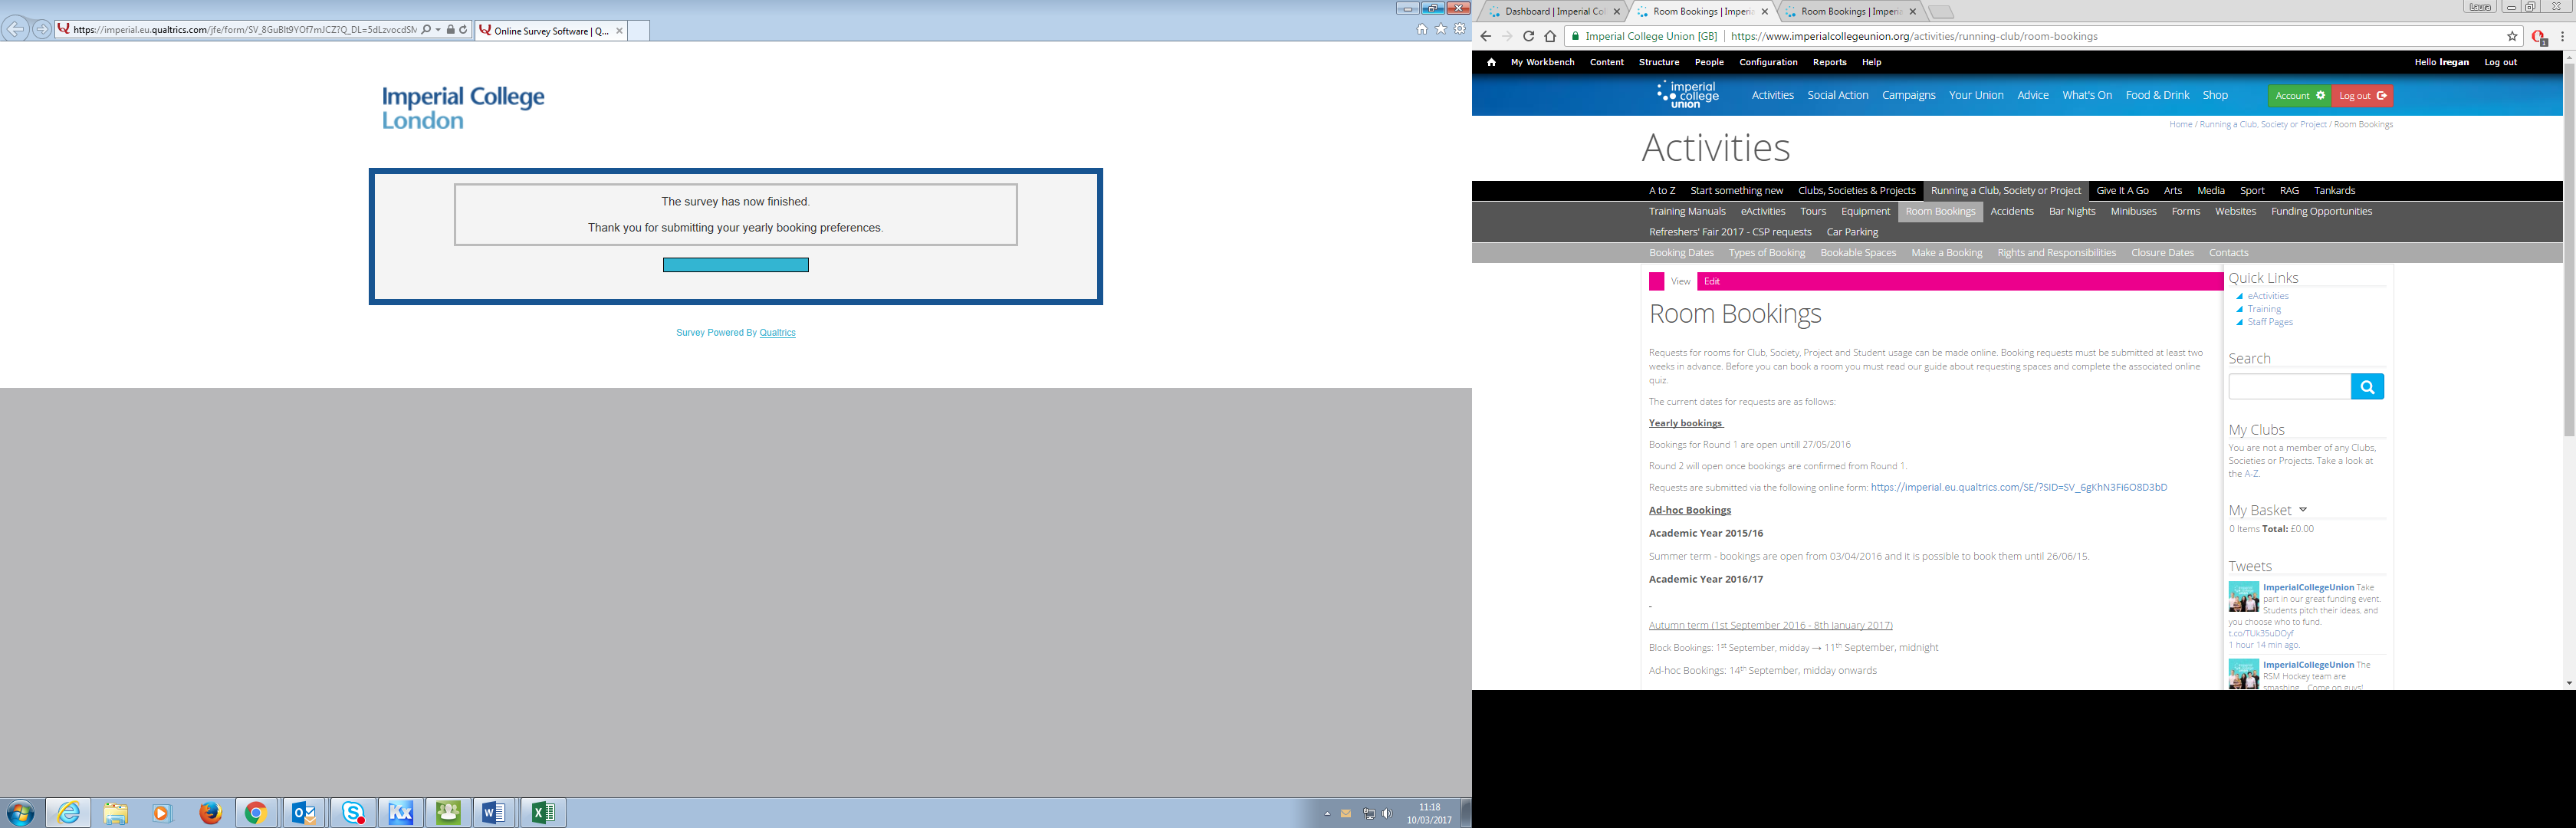 https://imperial.eu.qualtrics.com/jfe/form/
Online Survey Software | Q...
Imperial College
London
The survey has now finished.
Thank you for submitting your yearly booking preferences.
Survey Powered By Qualtrics
11:18
10/03/2017
Dashboard | Imperial Col
Room Bookings | Imperia
Room Bookings | Imperia
Laura
Imperial College Union [GB] https://www.imperialcollegeunion.org/activities/running-club/room-bookings
My Workbench Content Structure People Configuration Reports Help
Hello lregan Log out
imperial
college
union
Activities Social Action Campaigns Your Union Advice What's On Food & Drink Shop
Account Log out
Home / Running a Club, Society or Project / Room Bookings
Activities
A to Z Start something new Clubs, Societies & Projects Running a Club, Society or Project Give It A Go Arts Media Sport RAG Tankards
Training Manuals eActivities Tours Equipment Room Bookings Accidents Bar Nights Minibuses Forms Websites Funding Opportunities
Refreshers' Fair 2017 - CSP requests Car Parking
Booking Dates Types of Booking Bookable Spaces Make a Booking Rights and Responsibilities Closure Dates Contacts
View Edit
Room Bookings
Requests for rooms for Club, Society, Project and Student usage can be made online. Booking requests must be submitted at least two
weeks in advance. Before you can book a room you must read our guide about requesting spaces and complete the associated online
quiz.
The current dates for requests are as follows:
Yearly bookings
Bookings for Round 1 are open untill 27/05/2016
Round 2 will open once bookings are confirmed from Round 1.
Requests are submitted via the following online form: https://imperial.eu.qualtrics.com/SE/?SID=SV_6gKhN3Fi6O8D3bD
Ad-hoc Bookings
Academic Year 2015/16
Summer term - bookings are open from 03/04/2016 and it is possible to book them until 26/06/15.
Academic Year 2016/17
Autumn term (1st September 2016 - 8th January 2017)
Block Bookings: 1st September, midday → 11th September, midnight
Ad-hoc Bookings: 14th September, midday onwards
Quick Links
eActivities
Training
Staff Pages
Search
My Clubs
You are not a member of any Clubs,
Societies or Projects. Take a look at
the A-Z.
My Basket
0 Items Total: £0.00
Tweets
ImperialCollegeUnion Take
part in our great funding event.
Students pitch their ideas, and
you choose who to fund.
t.co/TUk35uDOyf
1 hour 14 min ago.
ImperialCollegeUnion The
RSM Hockey team are
smashing... Come on guys!